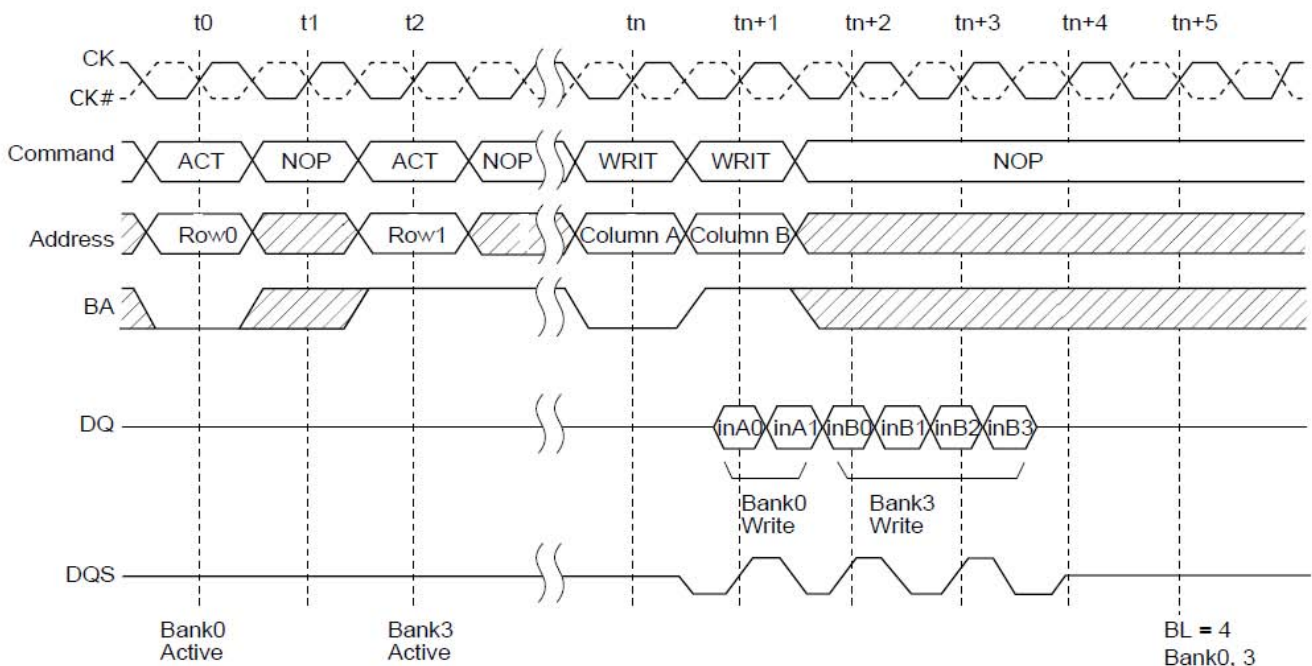 t0 t1 t2 tn tn+1 tn+2 tn+3 tn+4 tn+5
CK
CK#
Command ACT NOP ACT NOP WRIT WRIT NOP
Address Row0 Row1 Column A Column B
BA
DQ inA0 inA1 inB0 inB1 inB2 inB3
Bank0 Bank3
Write Write
DQS
Bank0 Bank3 BL = 4
Active Active Bank0, 3